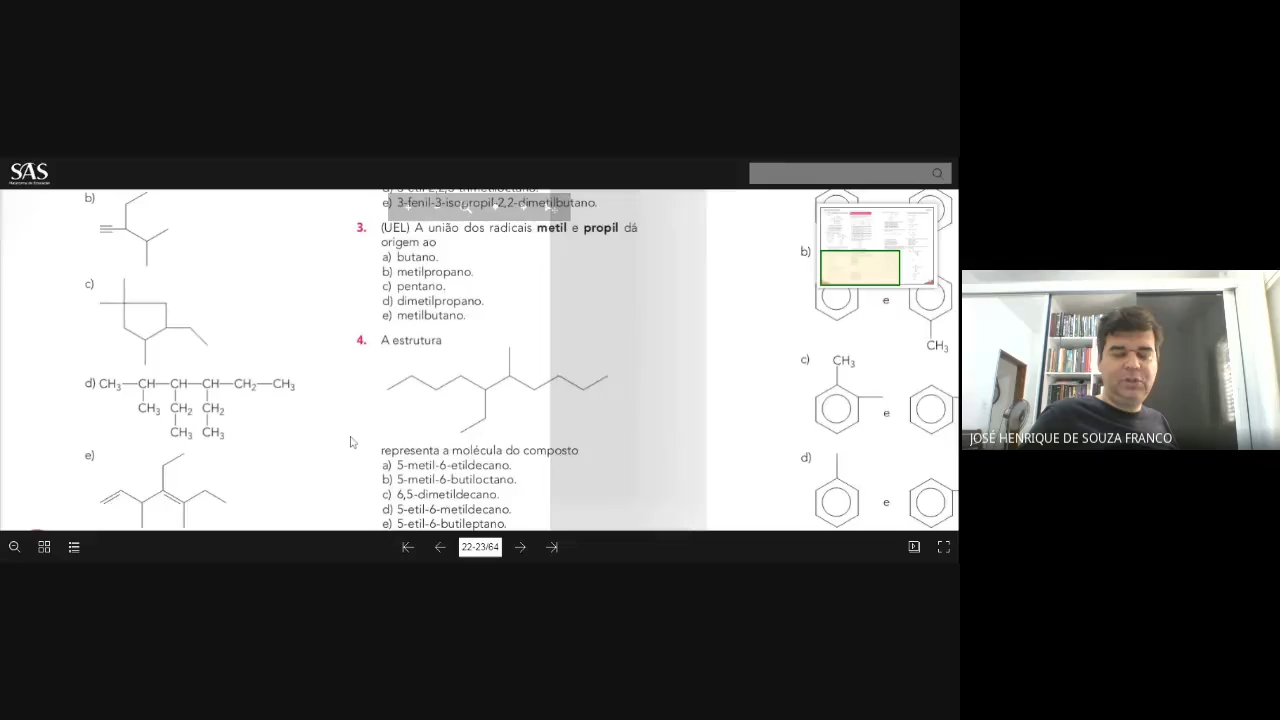 SAS
b)
c)
d) CH₃—CH—CH—CH—CH₂—CH₃
CH₃ CH₂ CH₂
CH₃ CH₃
e)
e) 3-fenil-3-isopropil-2,2-dimetilbutano.
3. (UEL) A união dos radicais metil e propil dá
origem ao
a) butano.
b) metilpropano.
c) pentano.
d) dimetilpropano.
e) metilbutano.
4. A estrutura
representa a molécula do composto
a) 5-metil-6-etildecano.
b) 5-metil-6-butiloctano.
c) 6,5-dimetildecano.
d) 5-etil-6-metildecano.
e) 5-etil-6-butileptano.
b)
e
CH₃
c)
CH₃
e
d)
e
22-23/64
JOSÉ HENRIQUE DE SOUZA FRANCO